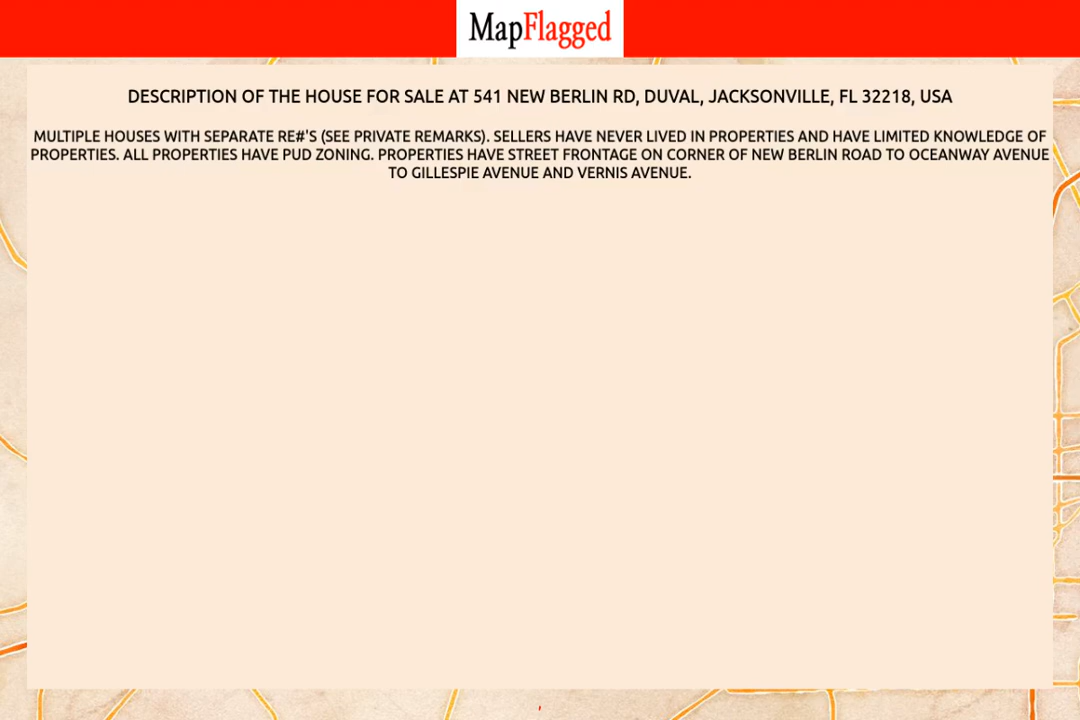 MapFlagged
DESCRIPTION OF THE HOUSE FOR SALE AT 541 NEW BERLIN RD, DUVAL, JACKSONVILLE, FL 32218, USA
MULTIPLE HOUSES WITH SEPARATE RE#'S (SEE PRIVATE REMARKS). SELLERS HAVE NEVER LIVED IN PROPERTIES AND HAVE LIMITED KNOWLEDGE OF
PROPERTIES. ALL PROPERTIES HAVE PUD ZONING. PROPERTIES HAVE STREET FRONTAGE ON CORNER OF NEW BERLIN ROAD TO OCEANWAY AVENUE
TO GILLESPIE AVENUE AND VERNIS AVENUE.